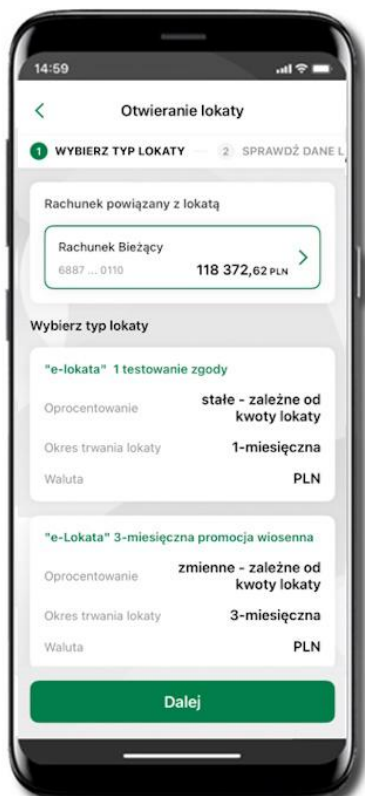 14:59
Otwieranie lokaty
1 WYBIERZ TYP LOKATY 2 SPRAWDŹ DANE L
Rachunek powiązany z lokatą
Rachunek Bieżący
6887 ... 0110 118 372,62 PLN
Wybierz typ lokaty
"e-lokata" 1 testowanie zgody
Oprocentowanie stałe - zależne od
kwoty lokaty
Okres trwania lokaty 1-miesięczna
Waluta PLN
"e-Lokata" 3-miesięczna promocja wiosenna
Oprocentowanie zmienne - zależne od
kwoty lokaty
Okres trwania lokaty 3-miesięczna
Waluta PLN
Dalej